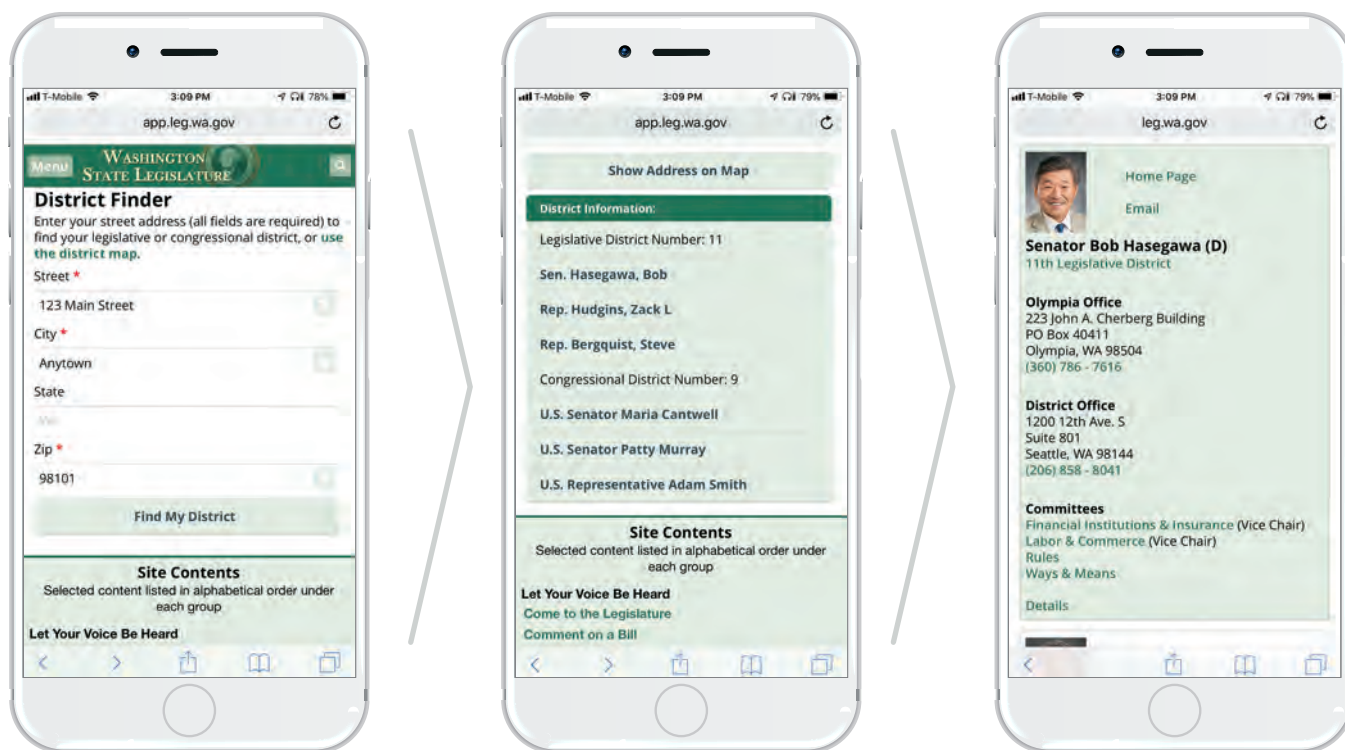 T-Mobile 3:09 PM 78%
app.leg.wa.gov
Menu
WASHINGTON
STATE LEGISLATURE
District Finder
Enter your street address (all fields are required) to
find your legislative or congressional district, or use
the district map.
Street *
123 Main Street
City *
Anytown
State
Zip *
98101
Find My District
Site Contents
Selected content listed in alphabetical order under
each group
Let Your Voice Be Heard
T-Mobile 3:09 PM 79%
app.leg.wa.gov
Show Address on Map
District Information:
Legislative District Number: 11
Sen. Hasegawa, Bob
Rep. Hudgins, Zack L
Rep. Bergquist, Steve
Congressional District Number: 9
U.S. Senator Maria Cantwell
U.S. Senator Patty Murray
U.S. Representative Adam Smith
Site Contents
Selected content listed in alphabetical order under
each group
Let Your Voice Be Heard
Come to the Legislature
Comment on a Bill
T-Mobile 3:09 PM 79%
leg.wa.gov
Home Page
Email
Senator Bob Hasegawa (D)
11th Legislative District
Olympia Office
223 John A. Cherberg Building
PO Box 40411
Olympia, WA 98504
(360) 786 - 7616
District Office
1200 12th Ave. S
Suite 801
Seattle, WA 98144
(206) 858 - 8041
Committees
Financial Institutions & Insurance (Vice Chair)
Labor & Commerce (Vice Chair)
Rules
Ways & Means
Details